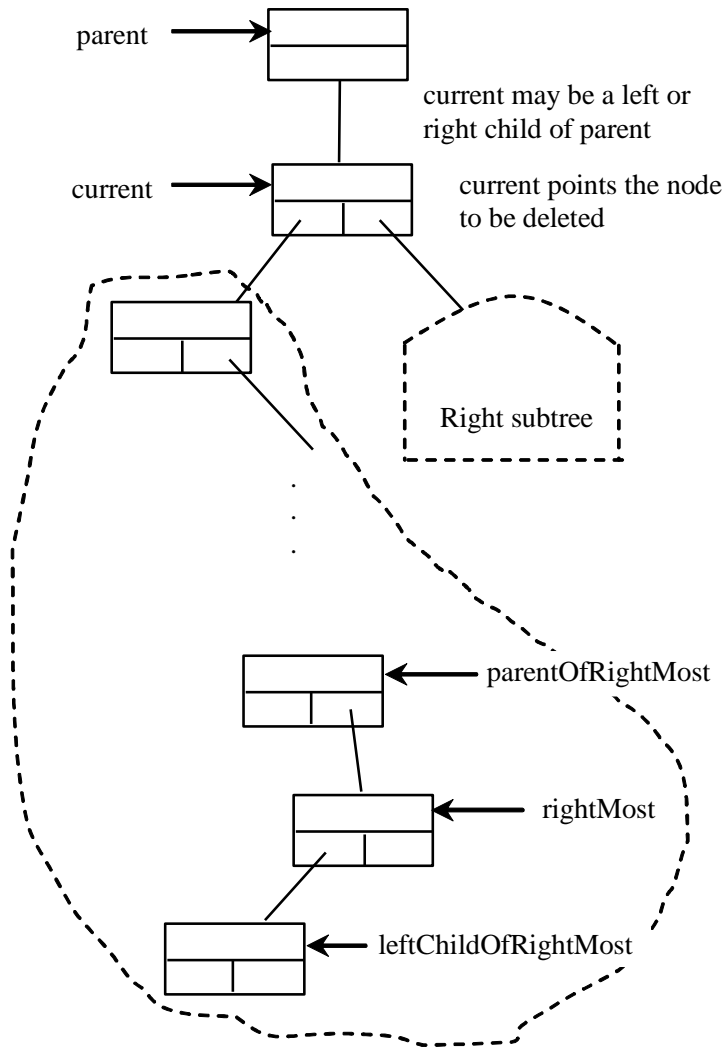 parent
current may be a left or
right child of parent
current
current points the node
to be deleted
Right subtree
.
.
.
parentOfRightMost
rightMost
leftChildOfRightMost